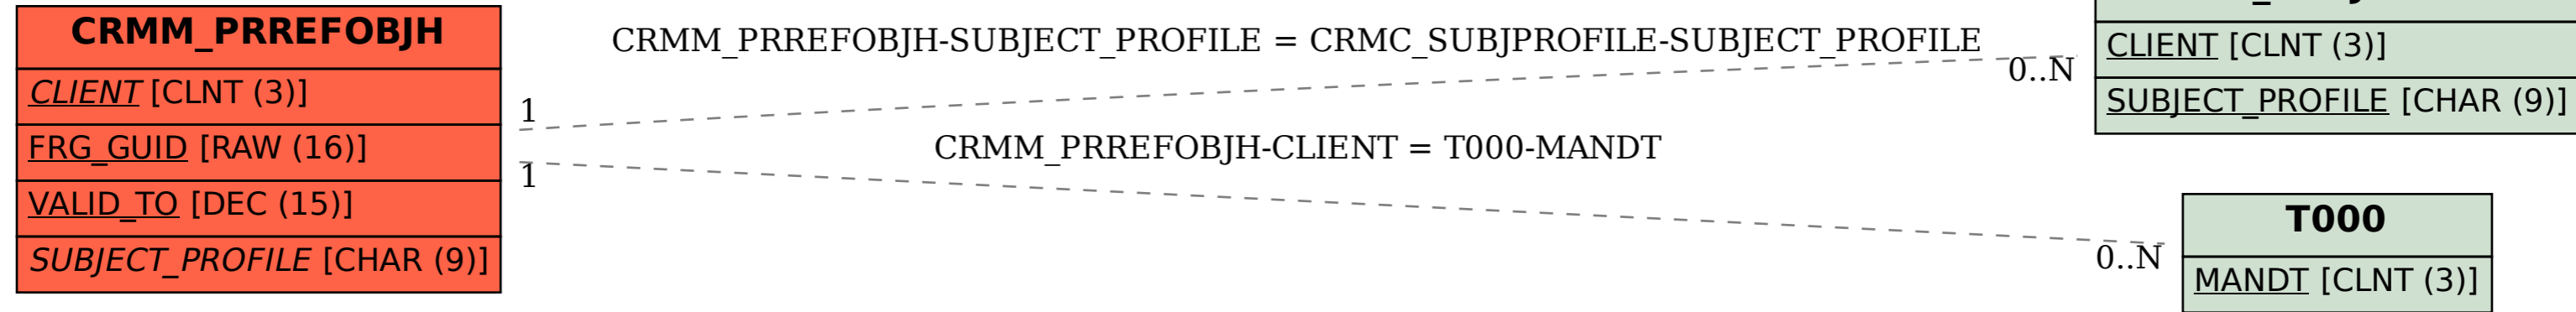 CRMM_PRREFOBJH
CLIENT [CLNT (3)]
FRG_GUID [RAW (16)]
VALID_TO [DEC (15)]
SUBJECT_PROFILE [CHAR (9)]
CRMM_PRREFOBJH-SUBJECT_PROFILE = CRMC_SUBJPROFILE-SUBJECT_PROFILE
1
0..N
CRMM_PRREFOBJH-CLIENT = T000-MANDT
1
0..N
CLIENT [CLNT (3)]
SUBJECT_PROFILE [CHAR (9)]
T000
MANDT [CLNT (3)]